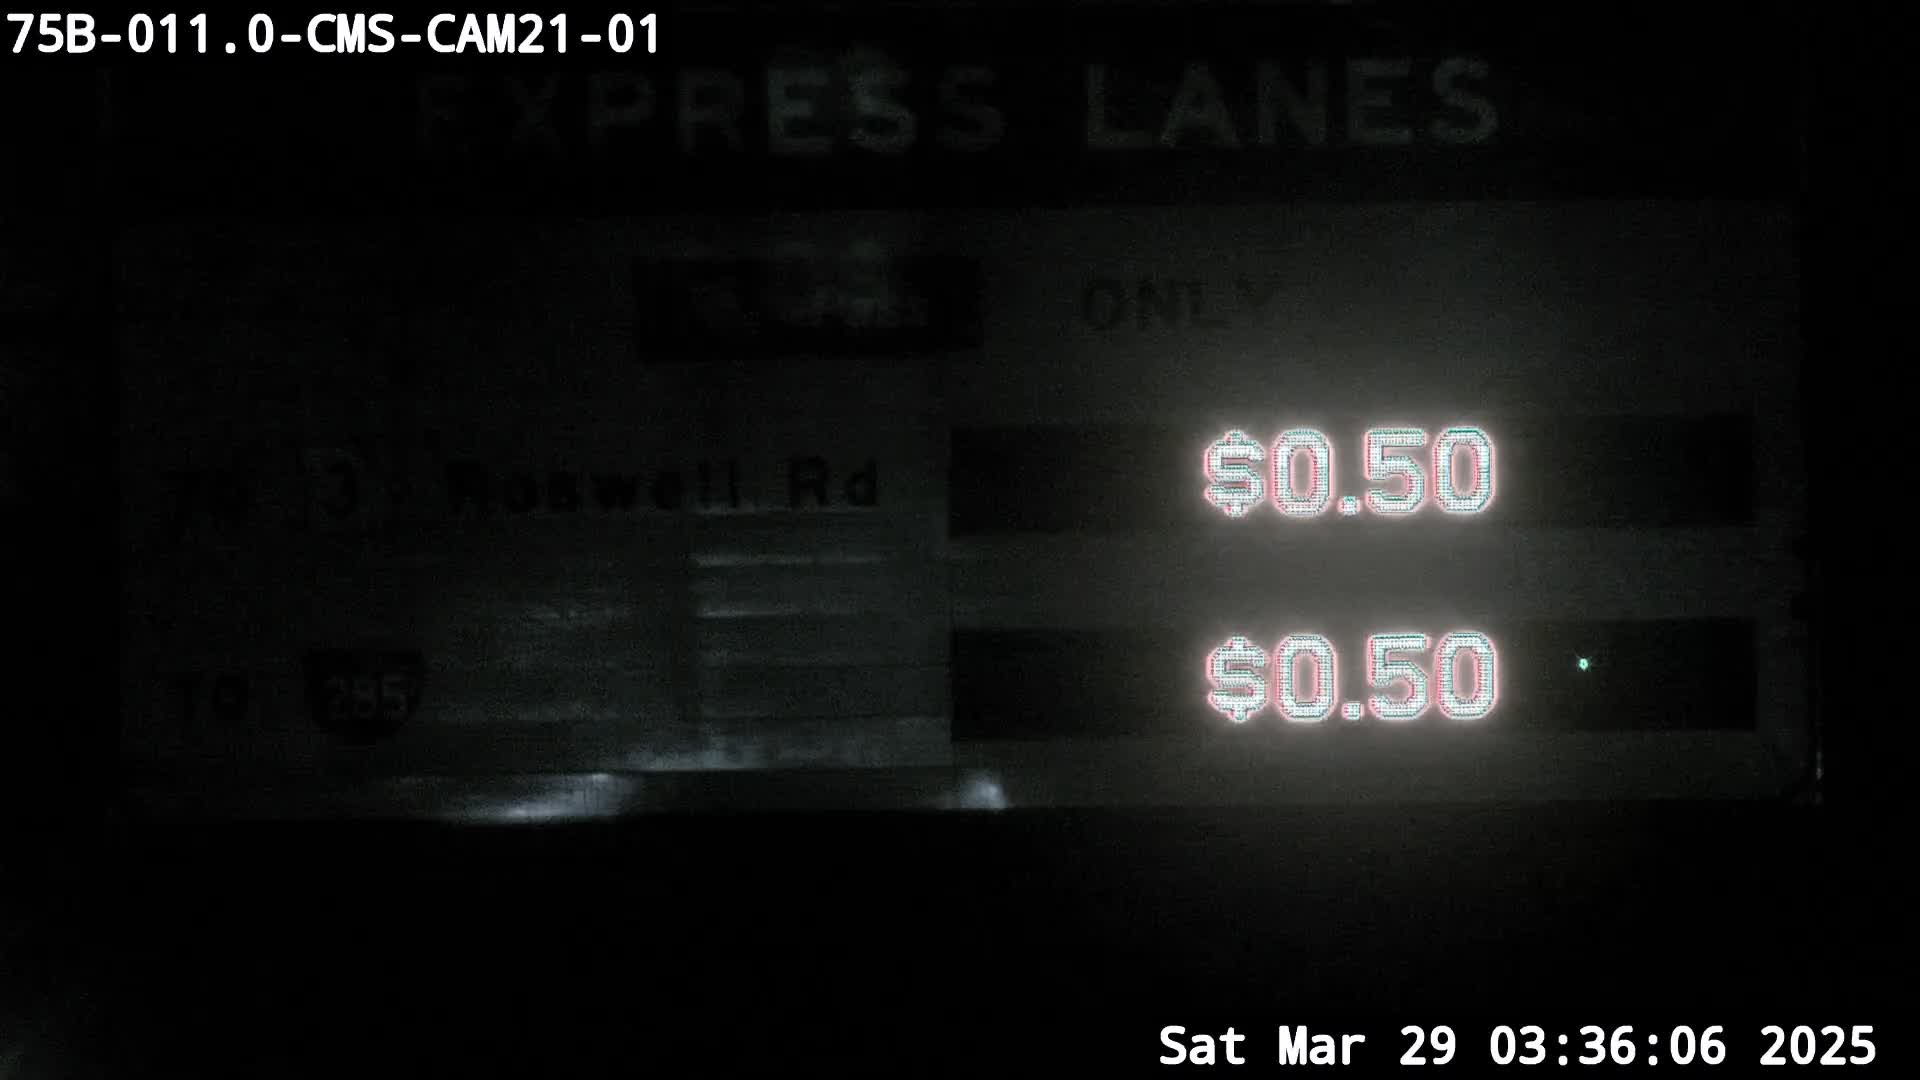 75B-011.0-CMS-CAM21-01
EXPRESS LANES
ONLY
Roswell Rd $0.50
TO 285 $0.50
Sat Mar 29 03:36:06 2025